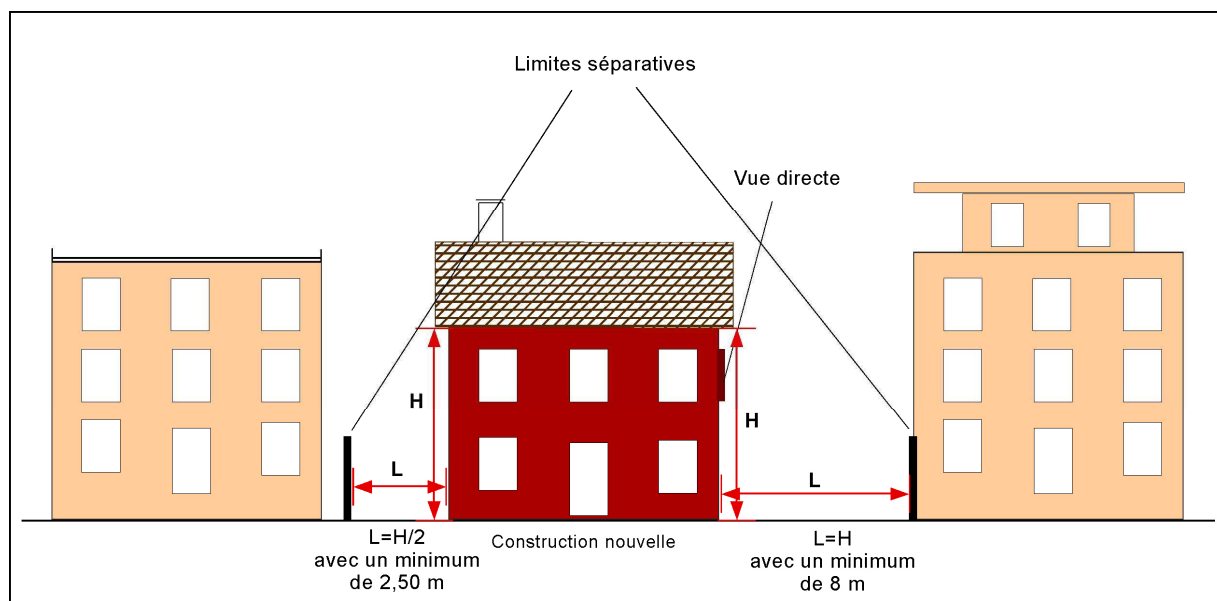 Limites séparatives
Vue directe
H
H
L
L
L=H/2
avec un minimum
de 2,50 m
Construction nouvelle
L=H
avec un minimum
de 8 m